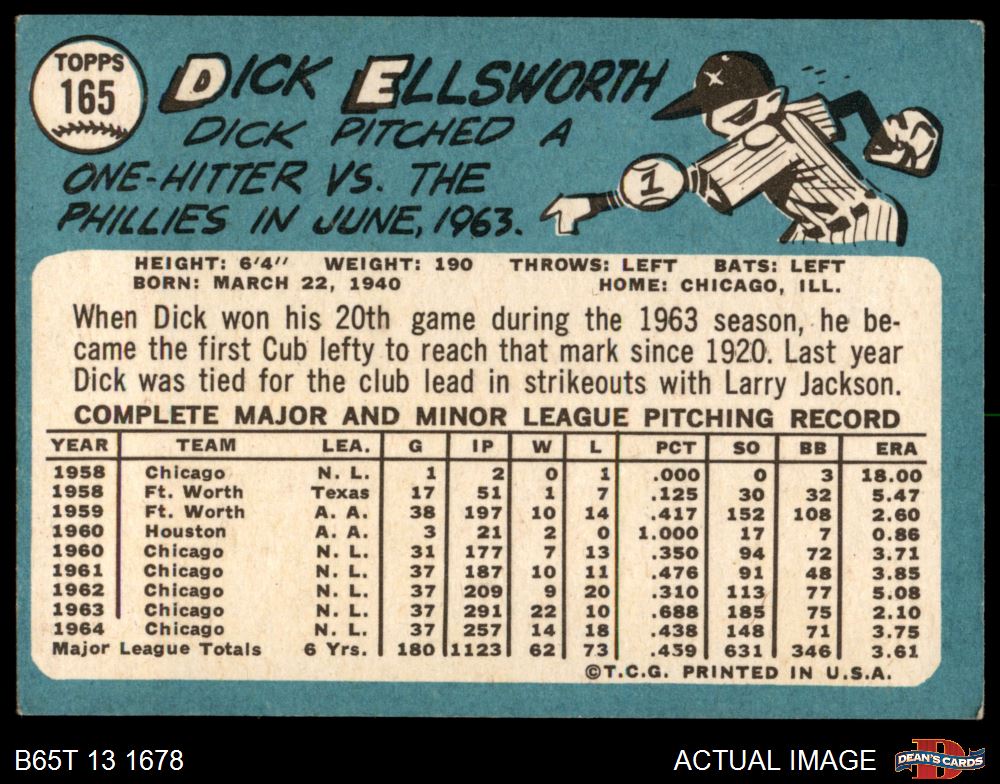 TOPPS
165
DICK ELLSWORTH
DICK PITCHED A
ONE-HITTER VS. THE
PHILLIES IN JUNE, 1963.
1
HEIGHT: 6'4" WEIGHT: 190 THROWS: LEFT BATS: LEFT
BORN: MARCH 22, 1940 HOME: CHICAGO, ILL.
When Dick won his 20th game during the 1963 season, he be-
came the first Cub lefty to reach that mark since 1920. Last year
Dick was tied for the club lead in strikeouts with Larry Jackson.
COMPLETE MAJOR AND MINOR LEAGUE PITCHING RECORD
YEAR TEAM LEA. G IP W L PCT SO BB ERA
1958 Chicago N. L. 1 2 0 1 .000 0 3 18.00
1958 Ft. Worth Texas 17 51 1 7 .125 30 32 5.47
1959 Ft. Worth A. A. 38 197 10 14 .417 152 108 2.60
1960 Houston A. A. 3 21 2 0 1.000 17 7 0.86
1960 Chicago N. L. 31 177 7 13 .350 94 72 3.71
1961 Chicago N. L. 37 187 10 11 .476 91 48 3.85
1962 Chicago N. L. 37 209 9 20 .310 113 77 5.08
1963 Chicago N. L. 37 291 22 10 .688 185 75 2.10
1964 Chicago N. L. 37 257 14 18 .438 148 71 3.75
Major League Totals 6 Yrs. 180 1123 62 73 .459 631 346 3.61
©T.C.G. PRINTED IN U.S.A.
B65T 13 1678
ACTUAL IMAGE
D
DEAN'S CARDS